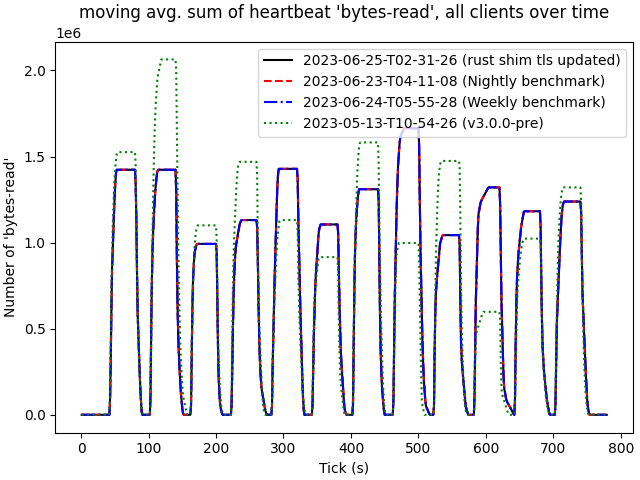 moving avg. sum of heartbeat 'bytes-read', all clients over time
1e6
2023-06-25-T02-31-26 (rust shim tls updated)
2023-06-23-T04-11-08 (Nightly benchmark)
2023-06-24-T05-55-28 (Weekly benchmark)
2023-05-13-T10-54-26 (v3.0.0-pre)
Number of 'bytes-read'
2.0
1.5
1.0
0.5
0.0
0 100 200 300 400 500 600 700 800
Tick (s)